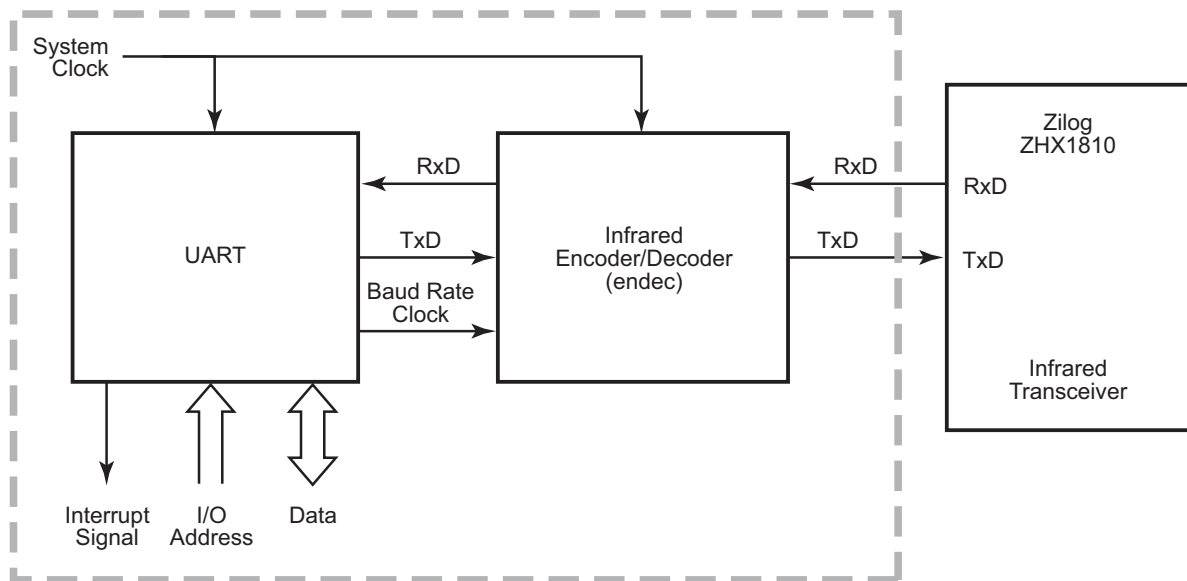 System
Clock
Zilog
ZHX1810
RxD
RxD
RxD
UART
TxD
Infrared
Encoder/Decoder
(endec)
TxD
TxD
Baud Rate
Clock
Infrared
Transceiver
Interrupt
Signal
I/O
Address
Data